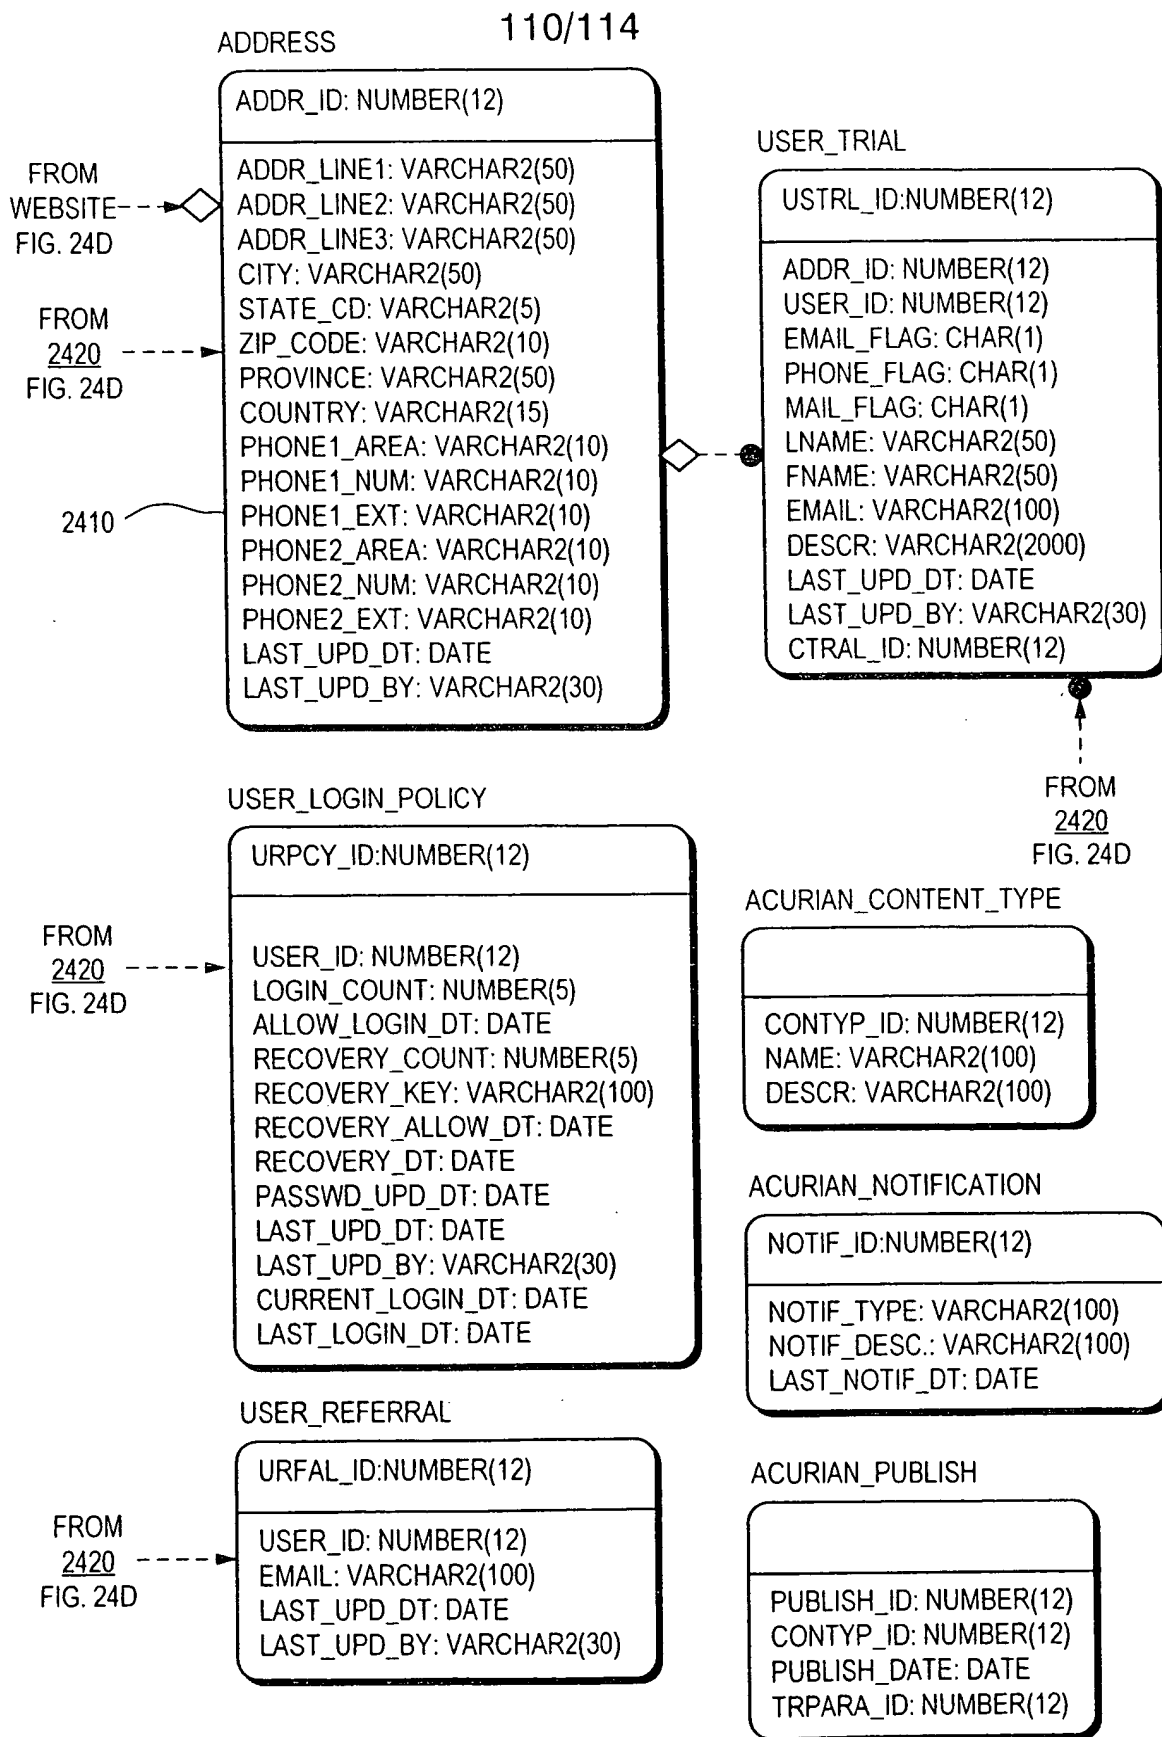 110/114
ADDRESS
ADDR_ID: NUMBER(12)
ADDR_LINE1: VARCHAR2(50)
ADDR_LINE2: VARCHAR2(50)
ADDR_LINE3: VARCHAR2(50)
CITY: VARCHAR2(50)
STATE_CD: VARCHAR2(5)
ZIP_CODE: VARCHAR2(10)
PROVINCE: VARCHAR2(50)
COUNTRY: VARCHAR2(15)
PHONE1_AREA: VARCHAR2(10)
PHONE1_NUM: VARCHAR2(10)
PHONE1_EXT: VARCHAR2(10)
PHONE2_AREA: VARCHAR2(10)
PHONE2_NUM: VARCHAR2(10)
PHONE2_EXT: VARCHAR2(10)
LAST_UPD_DT: DATE
LAST_UPD_BY: VARCHAR2(30)
FROM
WEBSITE
FIG. 24D
FROM
2420
FIG. 24D
2410
USER_TRIAL
USTRL_ID:NUMBER(12)
ADDR_ID: NUMBER(12)
USER_ID: NUMBER(12)
EMAIL_FLAG: CHAR(1)
PHONE_FLAG: CHAR(1)
MAIL_FLAG: CHAR(1)
LNAME: VARCHAR2(50)
FNAME: VARCHAR2(50)
EMAIL: VARCHAR2(100)
DESCR: VARCHAR2(2000)
LAST_UPD_DT: DATE
LAST_UPD_BY: VARCHAR2(30)
CTRAL_ID: NUMBER(12)
FROM
2420
FIG. 24D
USER_LOGIN_POLICY
URPCY_ID:NUMBER(12)
USER_ID: NUMBER(12)
LOGIN_COUNT: NUMBER(5)
ALLOW_LOGIN_DT: DATE
RECOVERY_COUNT: NUMBER(5)
RECOVERY_KEY: VARCHAR2(100)
RECOVERY_ALLOW_DT: DATE
RECOVERY_DT: DATE
PASSWD_UPD_DT: DATE
LAST_UPD_DT: DATE
LAST_UPD_BY: VARCHAR2(30)
CURRENT_LOGIN_DT: DATE
LAST_LOGIN_DT: DATE
FROM
2420
FIG. 24D
ACURIAN_CONTENT_TYPE
CONTYP_ID: NUMBER(12)
NAME: VARCHAR2(100)
DESCR: VARCHAR2(100)
ACURIAN_NOTIFICATION
NOTIF_ID:NUMBER(12)
NOTIF_TYPE: VARCHAR2(100)
NOTIF_DESC.: VARCHAR2(100)
LAST_NOTIF_DT: DATE
USER_REFERRAL
URFAL_ID:NUMBER(12)
USER_ID: NUMBER(12)
EMAIL: VARCHAR2(100)
LAST_UPD_DT: DATE
LAST_UPD_BY: VARCHAR2(30)
FROM
2420
FIG. 24D
ACURIAN_PUBLISH
PUBLISH_ID: NUMBER(12)
CONTYP_ID: NUMBER(12)
PUBLISH_DATE: DATE
TRPARA_ID: NUMBER(12)